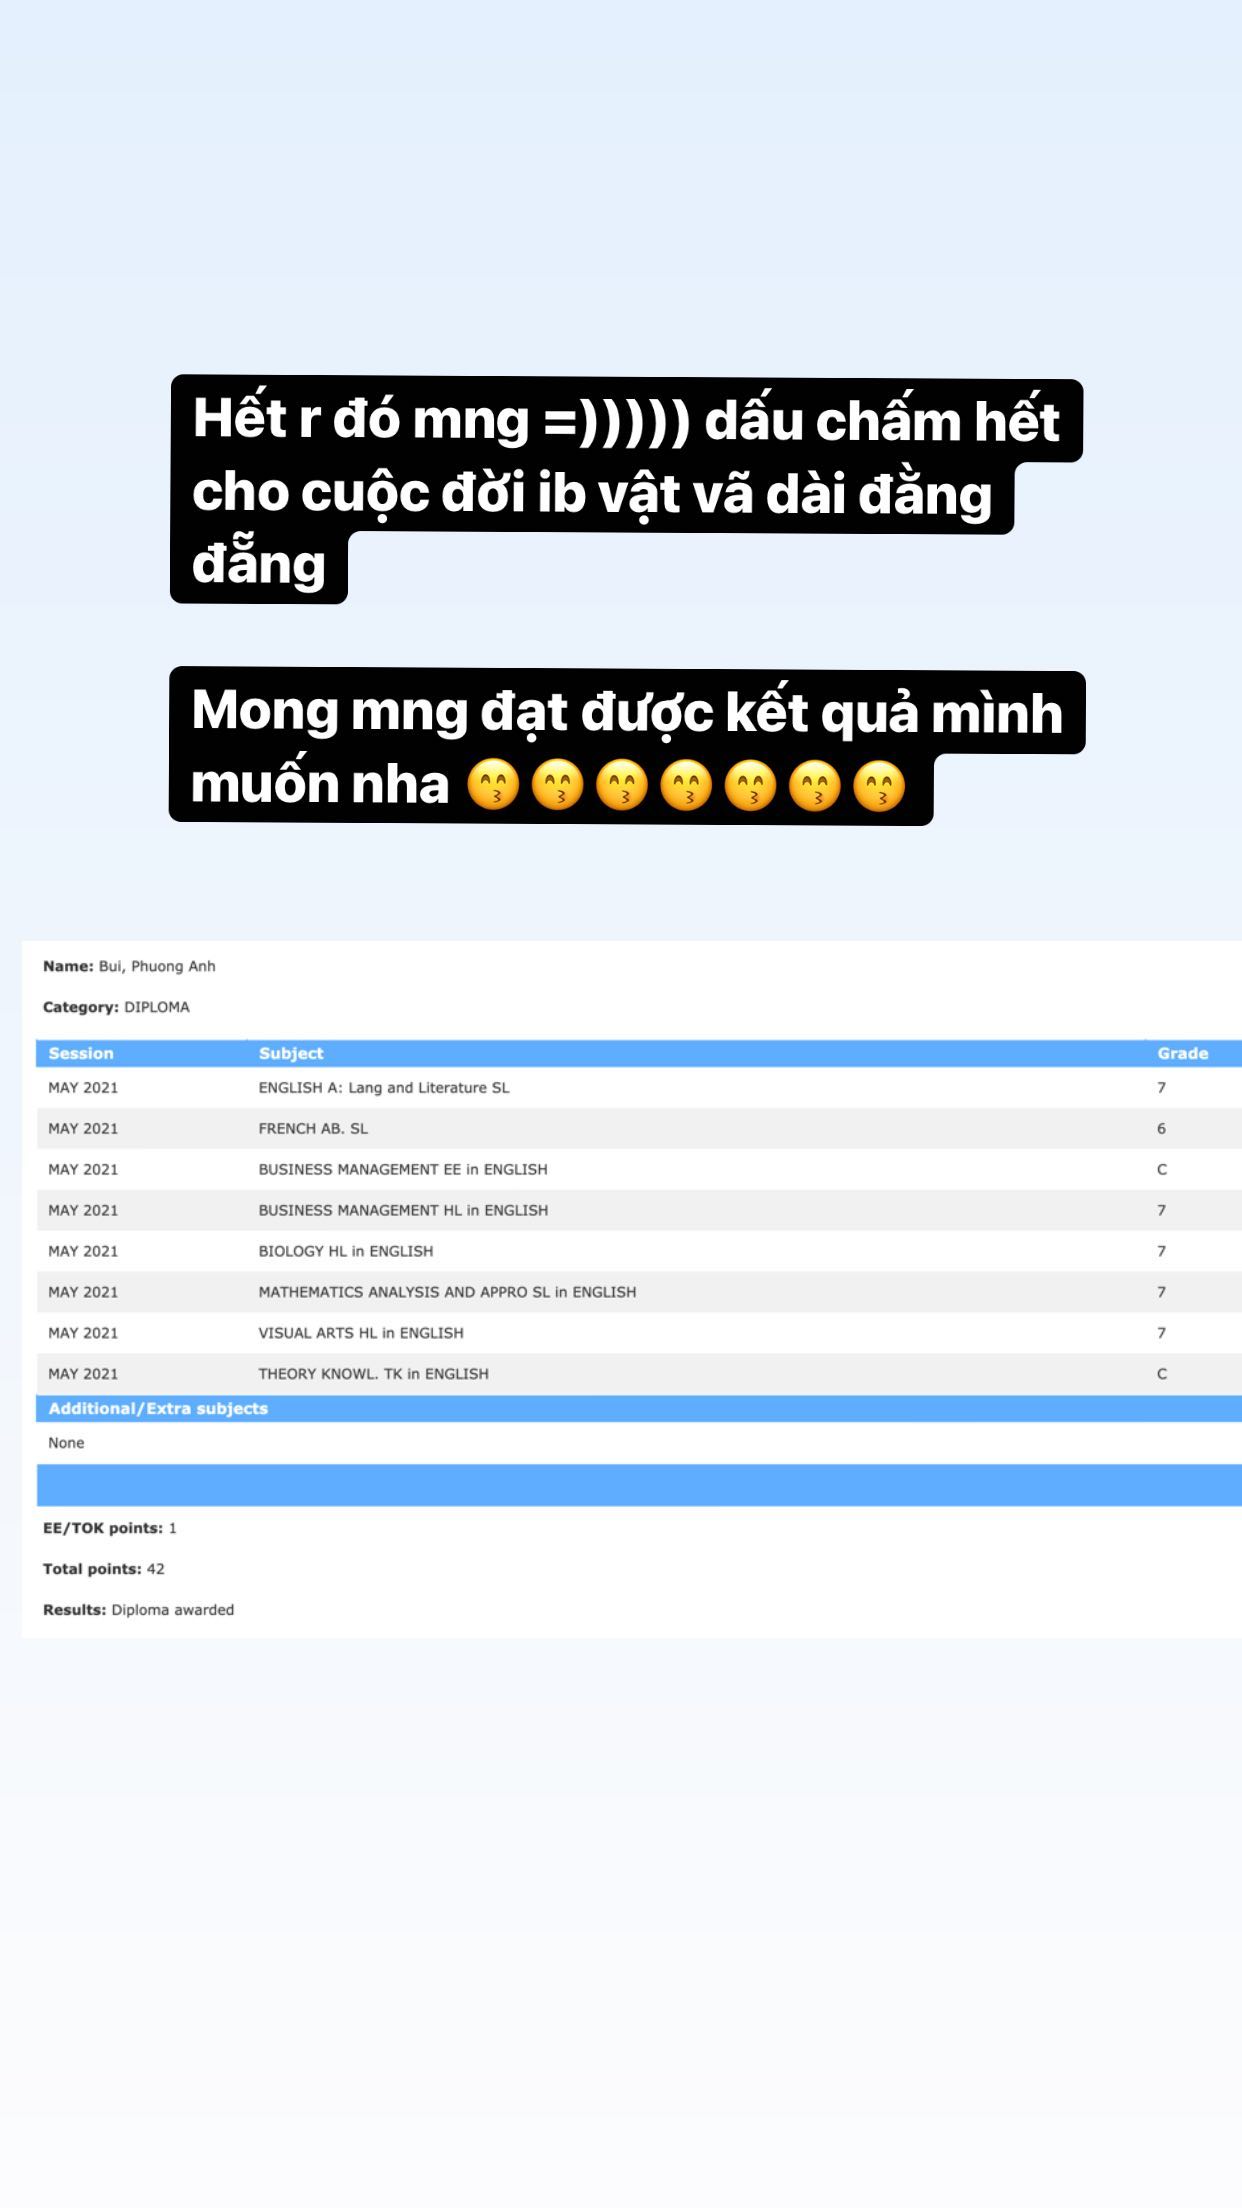 Hết r đó mng =))))) dấu chấm hết
cho cuộc đời ib vật vã dài đằng
đẵng
Mong mng đạt được kết quả mình
muốn nha 😙😙😙😙😙😙😙
Name: Bui, Phuong Anh
Category: DIPLOMA
Session Subject Grade
MAY 2021 ENGLISH A: Lang and Literature SL 7
MAY 2021 FRENCH AB. SL 6
MAY 2021 BUSINESS MANAGEMENT EE in ENGLISH C
MAY 2021 BUSINESS MANAGEMENT HL in ENGLISH 7
MAY 2021 BIOLOGY HL in ENGLISH 7
MAY 2021 MATHEMATICS ANALYSIS AND APPRO SL in ENGLISH 7
MAY 2021 VISUAL ARTS HL in ENGLISH 7
MAY 2021 THEORY KNOWL. TK in ENGLISH C
Additional/Extra subjects
None
EE/TOK points: 1
Total points: 42
Results: Diploma awarded